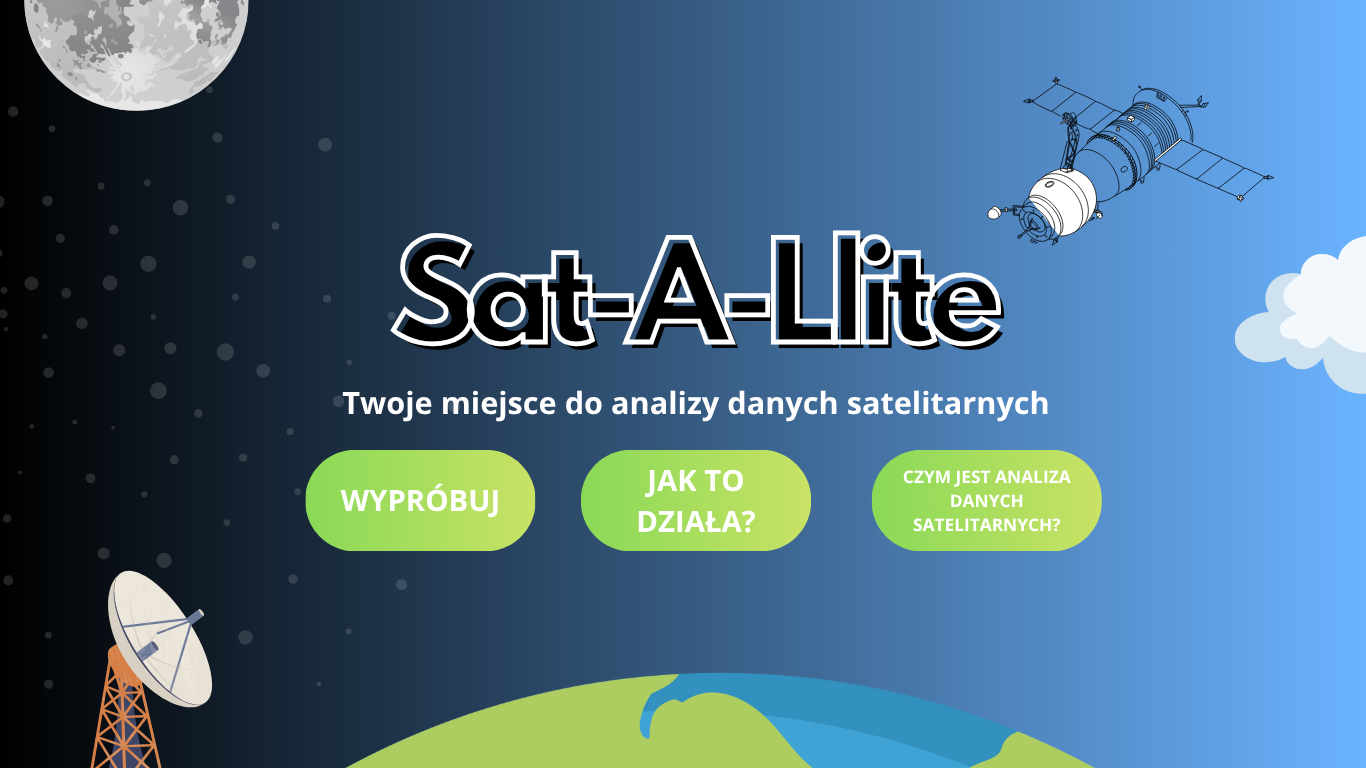 Sat-A-Llite
Twoje miejsce do analizy danych satelitarnych
WYPRÓBUJ
JAK TO
DZIAŁA?
CZYM JEST ANALIZA
DANYCH
SATELITARNYCH?